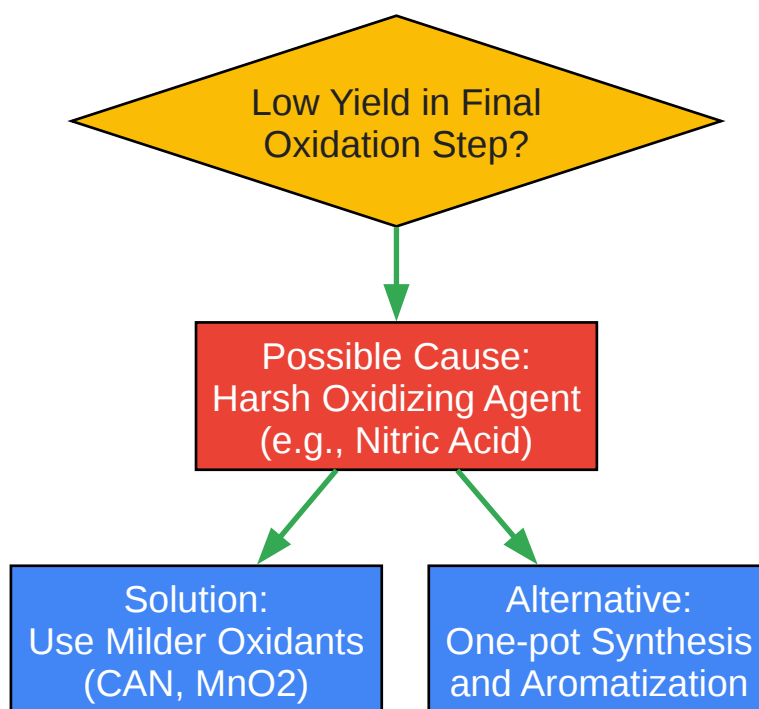 Low Yield in Final
Oxidation Step?
Possible Cause:
Harsh Oxidizing Agent
(e.g., Nitric Acid)
Solution:
Use Milder Oxidants
(CAN, MnO2)
Alternative:
One-pot Synthesis
and Aromatization